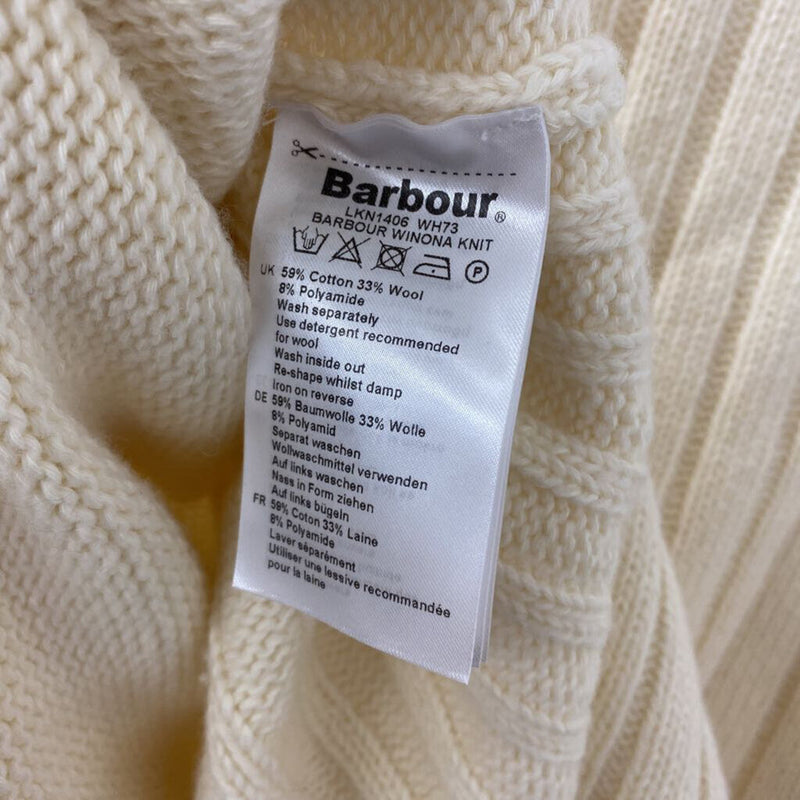 Barbour®
LKN1406 WH73
BARBOUR WINONA KNIT
P
UK 59% Cotton 33% Wool
8% Polyamide
Wash separately
Use detergent recommended
for wool
Wash inside out
Re-shape whilst damp
Iron on reverse
DE 59% Baumwolle 33% Wolle
8% Polyamid
Separat waschen
Wollwaschmittel verwenden
Auf links waschen
Nass in Form ziehen
Auf links bügeln
FR 59% Coton 33% Laine
8% Polyamide
Laver séparément
Utiliser une lessive recommandée
pour la laine